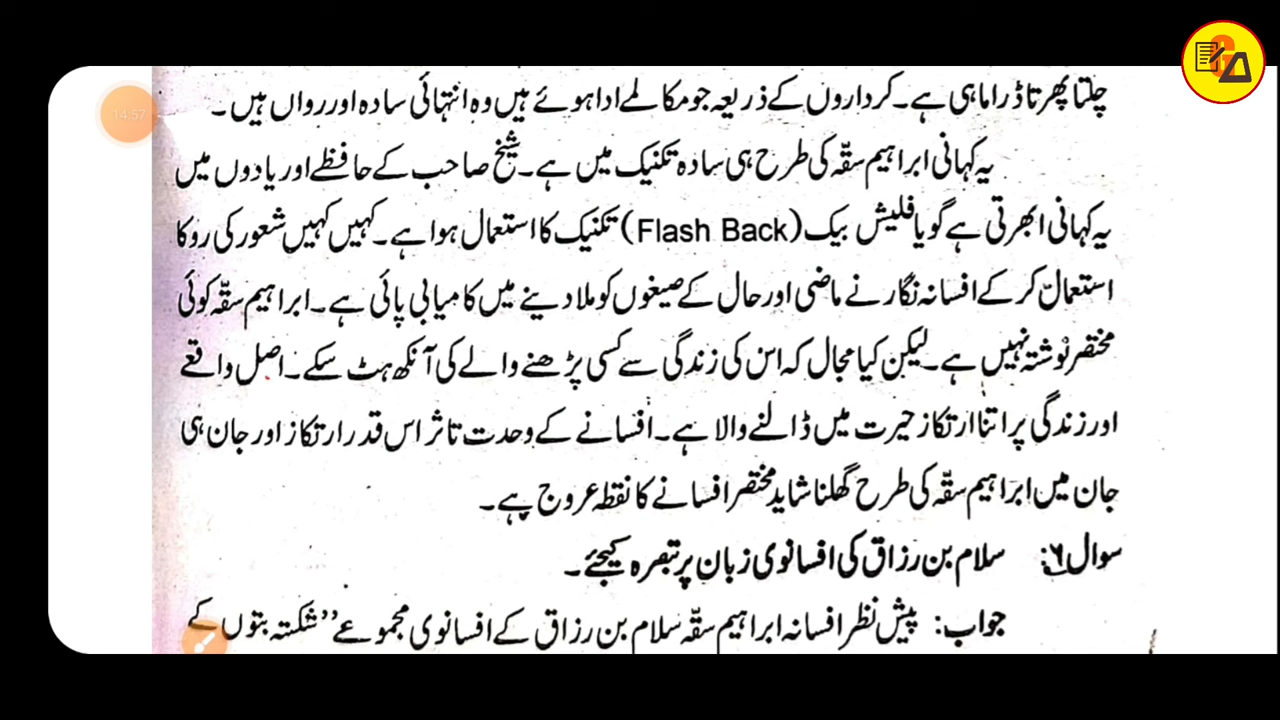 14:57
چلتا پھرتا ڈراما ہی ہے۔ کرداروں کے ذریعہ جو مکالمے ادا ہوئے ہیں وہ انتہائی سادہ اور رواں ہیں۔
یہ کہانی ابراہیم سقّہ کی طرح ہی سادہ تکنیک میں ہے۔ شیخ صاحب کے حافظے اور یادوں میں
یہ کہانی ابھرتی ہے گویا فلیش بیک (Flash Back) تکنیک کا استعمال ہوا ہے۔ کہیں کہیں شعور کی رو کا
استعمال کر کے افسانہ نگار نے ماضی اور حال کے صیغوں کو ملا دینے میں کامیابی پائی ہے۔ ابراہیم سقّہ کوئی
مختصر نوشتہ نہیں ہے۔ لیکن کیا مجال کہ اس کی زندگی سے کسی پڑھنے والے کی آنکھ ہٹ سکے۔ اصل واقعے
اور زندگی پر اتنا ارتکاز حیرت میں ڈالنے والا ہے۔ افسانے کے وحدت تاثر اس قدر ارتکاز اور جان ہی
جان میں ابراہیم سقّہ کی طرح گھلنا شاید مختصر افسانے کا نقطہ عروج ہے۔
سوال ۶: سلام بن رزاق کی افسانوی زبان پر تبصرہ کیجئے۔
جواب: پیش نظر افسانہ ابراہیم سقّہ سلام بن رزاق کے افسانوی مجموعے ’’شکستہ بتوں کے